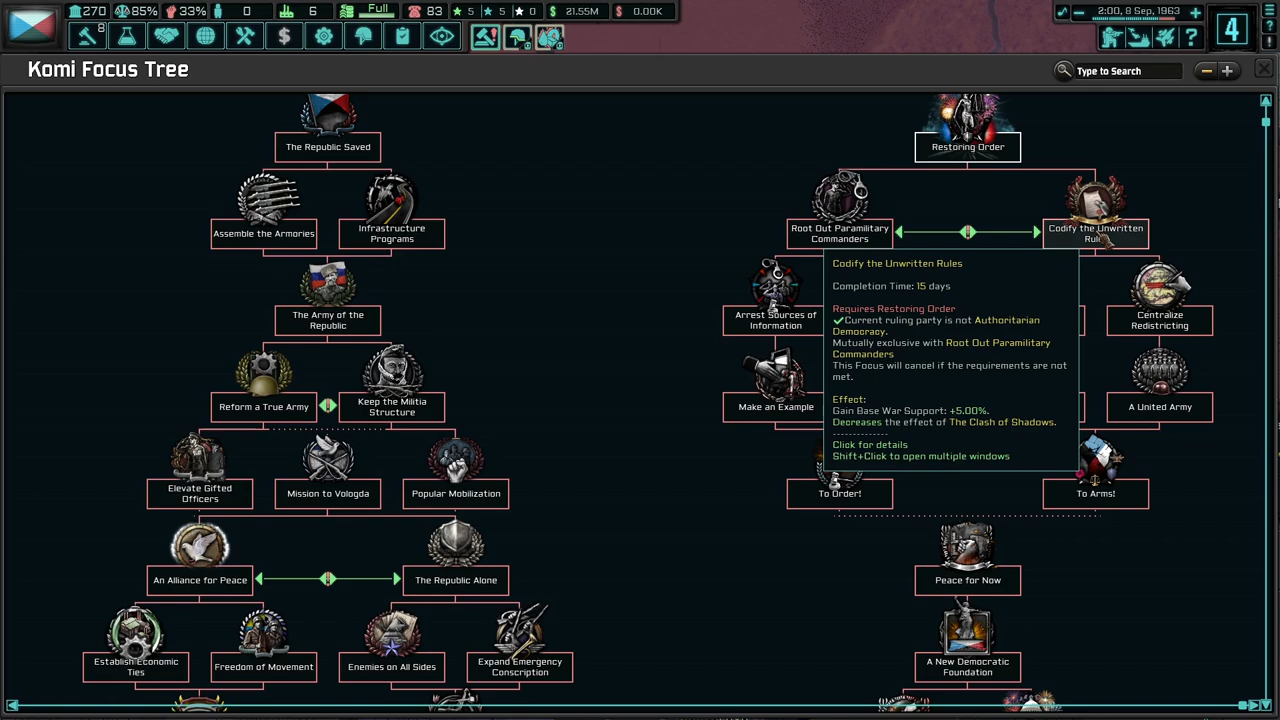 270 85% 33% 0 6 Full 83 5 5 0 $ 21.55M $ 0.00K 2:00, 8 Sep, 1963
8
4
Komi Focus Tree
Type to Search
The Republic Saved
Restoring Order
Assemble the Armories
Infrastructure
Programs
Root Out Paramilitary
Commanders
Codify the Unwritten
The Army of the
Republic
Arrest Sources of
Information
Centralize
Redistricting
Codify the Unwritten Rules
Completion Time: 15 days
Requires Restoring Order
Current ruling party is not Authoritarian
Democracy.
Mutually exclusive with Root Out Paramilitary
Commanders
This Focus will cancel if the requirements are not
met.
Effect:
Gain Base War Support: +5.00%.
Decreases the effect of The Clash of Shadows.
Click for details
Shift+Click to open multiple windows
Reform a True Army
Keep the Militia
Structure
Make an Example
A United Army
Elevate Gifted
Officers
Mission to Vologda
Popular Mobilization
To Order!
To Arms!
An Alliance for Peace
The Republic Alone
Peace for Now
Establish Economic
Ties
Freedom of Movement
Enemies on All Sides
Expand Emergency
Conscription
A New Democratic
Foundation